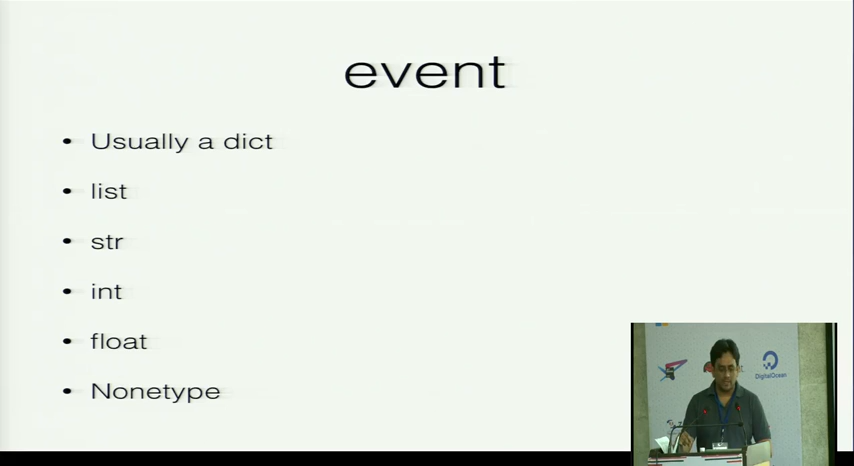 event
Usually a dict
list
str
int
float
Nonetype
DigitalOcean